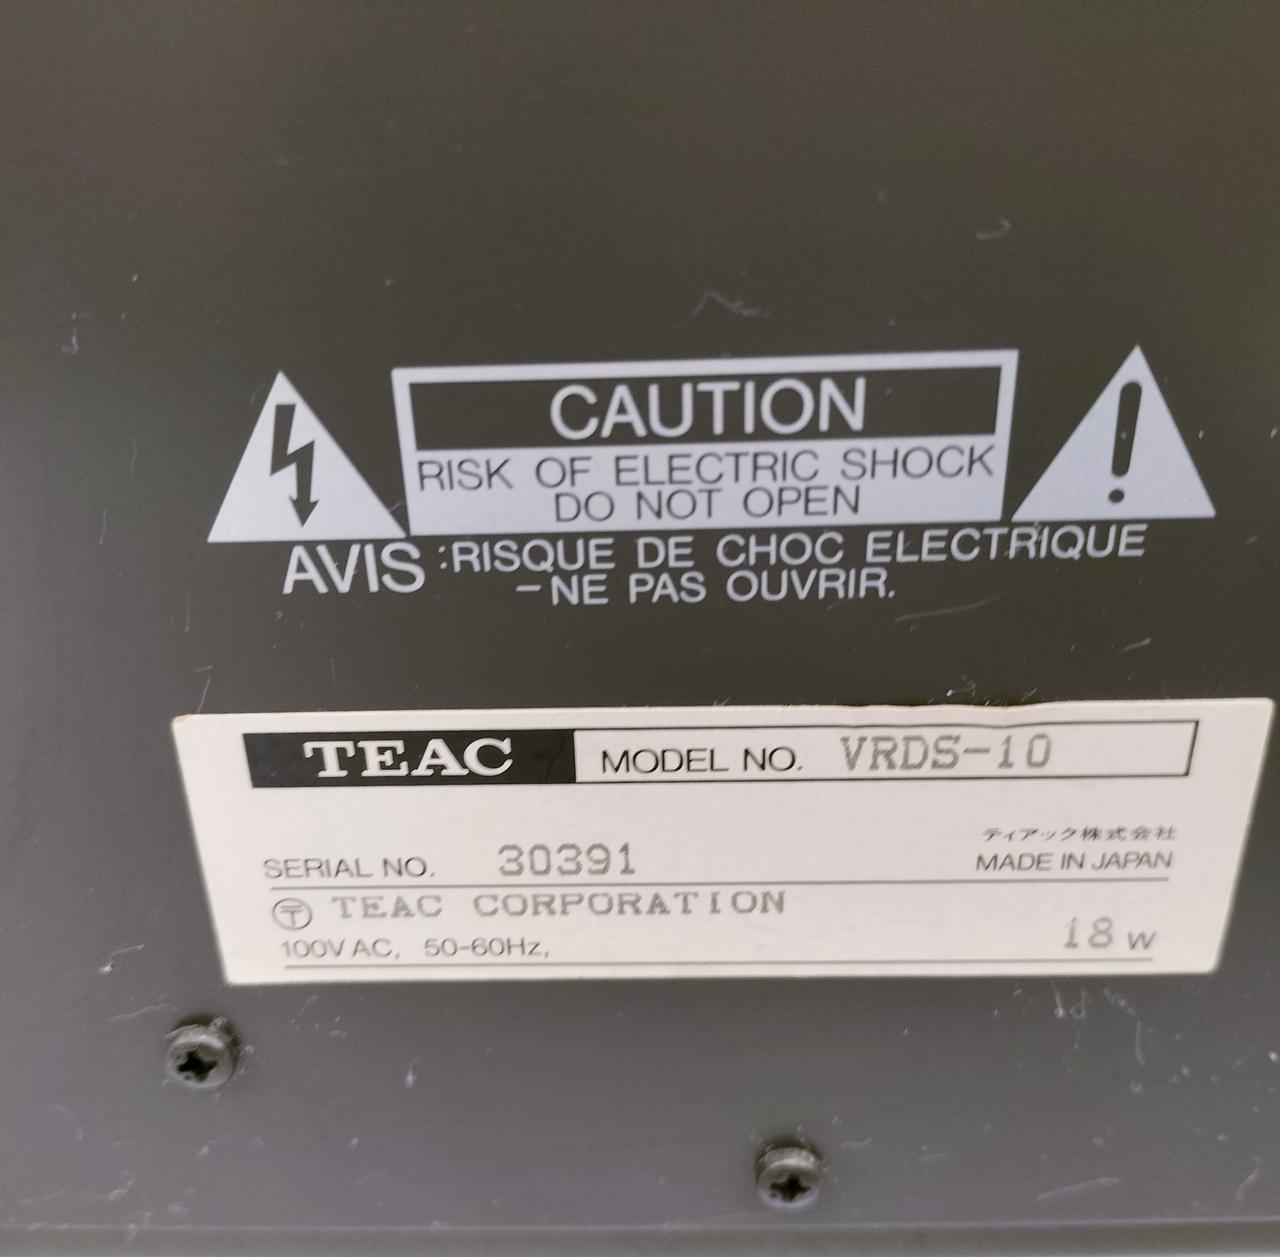 CAUTION
RISK OF ELECTRIC SHOCK
DO NOT OPEN
AVIS :RISQUE DE CHOC ELECTRIQUE
–NE PAS OUVRIR.
TEAC MODEL NO. VRDS-10
ティアック株式会社
SERIAL NO. 30391 MADE IN JAPAN
〒 TEAC CORPORATION
100V AC, 50-60Hz, 18 W